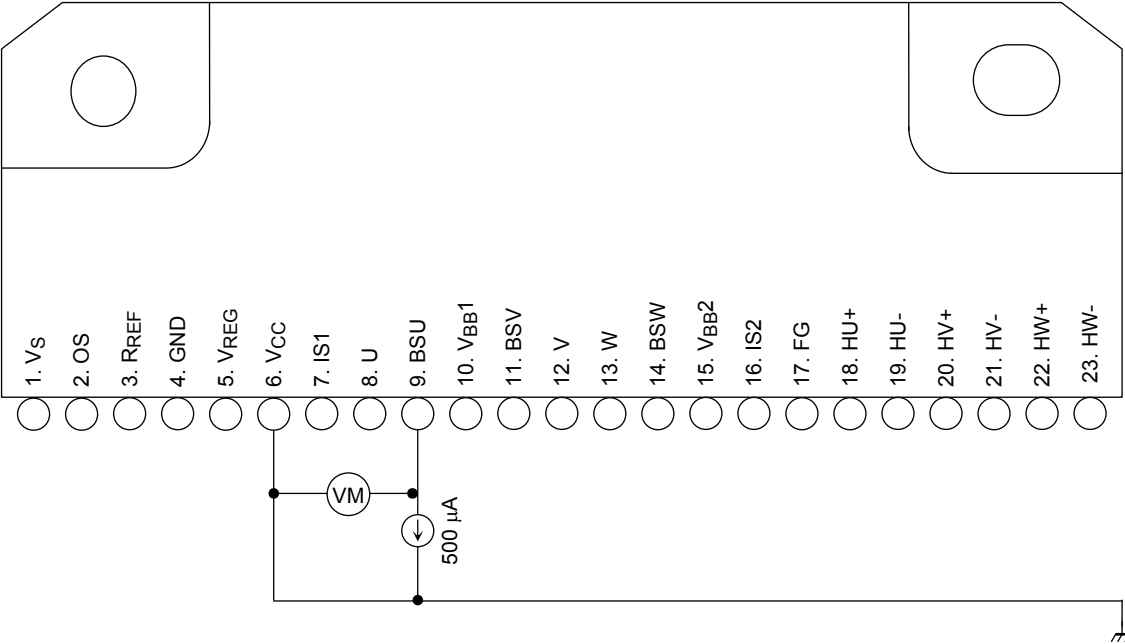 1. VS
2. OS
3. RREF
4. GND
5. VREG
6. VCC
7. IS1
8. U
9. BSU
10. VBB1
11. BSV
12. V
13. W
14. BSW
15. VBB2
16. IS2
17. FG
18. HU+
19. HU-
20. HV+
21. HV-
22. HW+
23. HW-
VM
500 μA